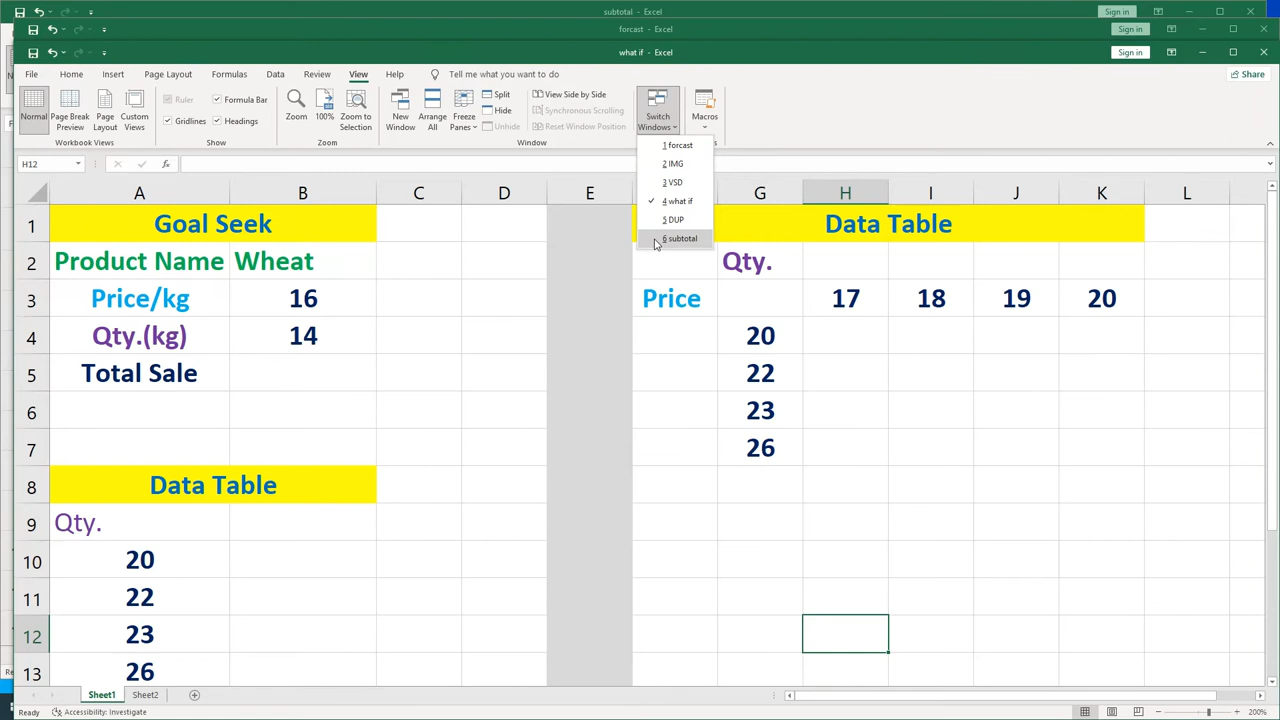 subtotal - Excel
Sign in
forcast - Excel
Sign in
what if - Excel
Sign in
File Home Insert Page Layout Formulas Data Review View Help Tell me what you want to do Share
Normal
Page Break Preview
Page Layout
Custom Views
Workbook Views
Ruler
Formula Bar
Gridlines
Headings
Show
Zoom
100%
Zoom to Selection
Zoom
New Window
Arrange All
Freeze Panes
Split
Hide
Unhide
View Side by Side
Synchronous Scrolling
Reset Window Position
Window
Switch Windows
Macros
1 forcast
2 IMG
3 VSD
4 what if
5 DUP
6 subtotal
H12
fx
A B C D E G H I J K L
1 Goal Seek Data Table
2 Product Name Wheat Qty.
3 Price/kg 16 Price 17 18 19 20
4 Qty.(kg) 14 20
5 Total Sale 22
6 23
7 26
8 Data Table
9 Qty.
10 20
11 22
12 23
13 26
Sheet1 Sheet2
Ready Accessibility: Investigate 200%